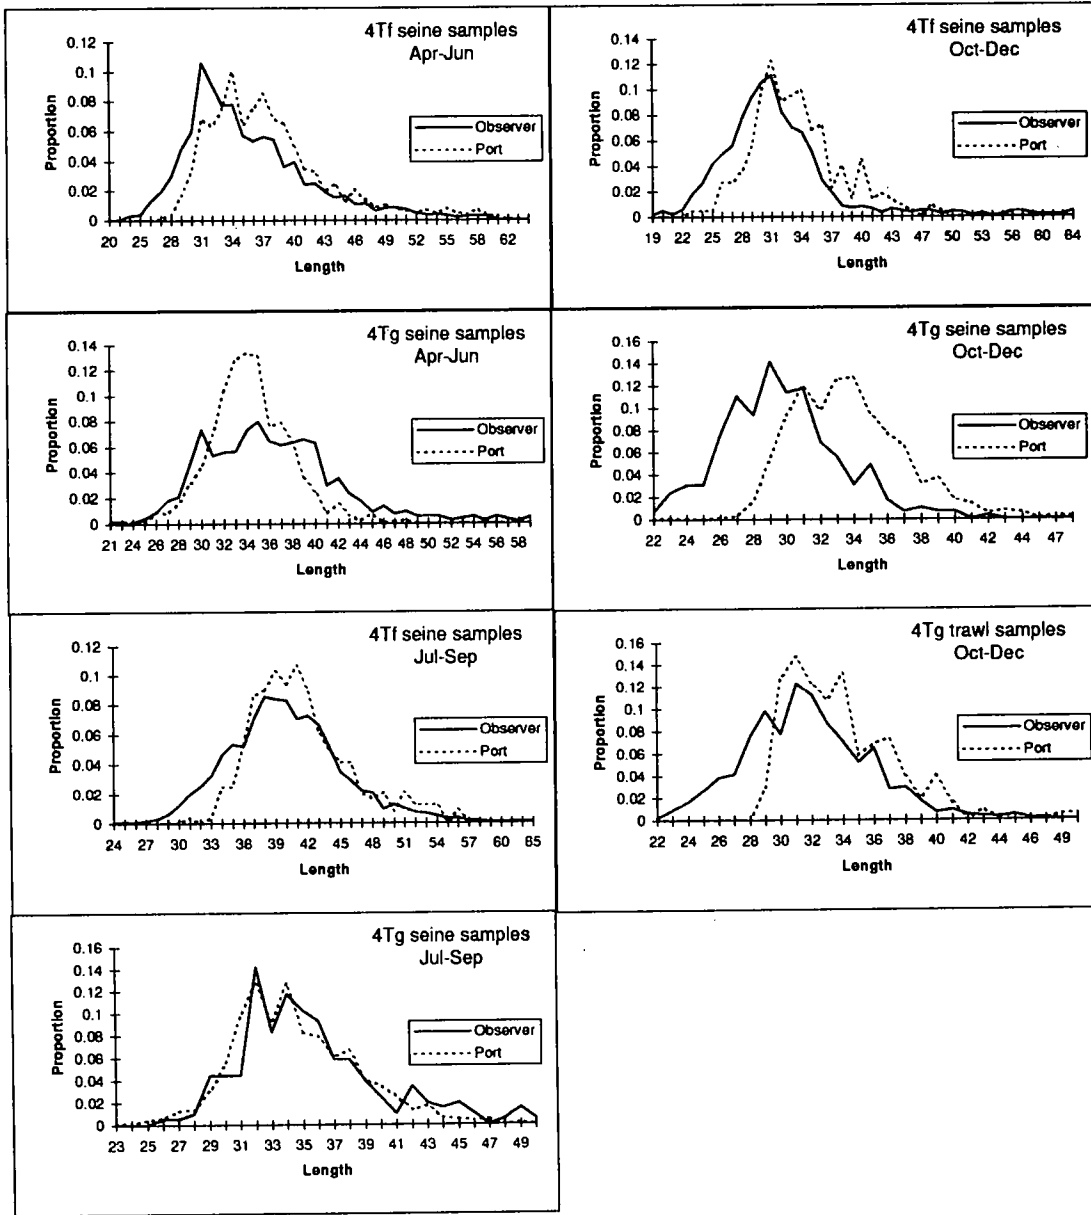 4Tf seine samples
Apr-Jun
0.12
0.1
0.08
0.06
0.04
0.02
0
Proportion
Observer
Port
20 25 28 31 34 37 40 43 46 49 52 55 58 62
Length
4Tf seine samples
Oct-Dec
0.14
0.12
0.1
0.08
0.06
0.04
0.02
0
Proportion
Observer
Port
19 22 25 28 31 34 37 40 43 46 50 53 56 60 64
Length
4Tg seine samples
Apr-Jun
0.14
0.12
0.1
0.08
0.06
0.04
0.02
0
Proportion
Observer
Port
21 24 26 28 30 32 34 36 38 40 42 44 46 48 50 52 54 56 58
Length
4Tg seine samples
Oct-Dec
0.16
0.14
0.12
0.1
0.08
0.06
0.04
0.02
0
Proportion
Observer
Port
22 24 26 28 30 32 34 36 38 40 42 44 47
Length
4Tf seine samples
Jul-Sep
0.12
0.1
0.08
0.06
0.04
0.02
0
Proportion
Observer
Port
24 27 30 33 36 39 42 45 48 51 54 57 60 65
Length
4Tg trawl samples
Oct-Dec
0.16
0.14
0.12
0.1
0.08
0.06
0.04
0.02
0
Proportion
Observer
Port
22 24 26 28 30 32 34 36 38 40 42 44 46 49
Length
4Tg seine samples
Jul-Sep
0.16
0.14
0.12
0.1
0.08
0.06
0.04
0.02
0
Proportion
Observer
Port
23 25 27 29 31 33 35 37 39 41 43 45 47 49
Length